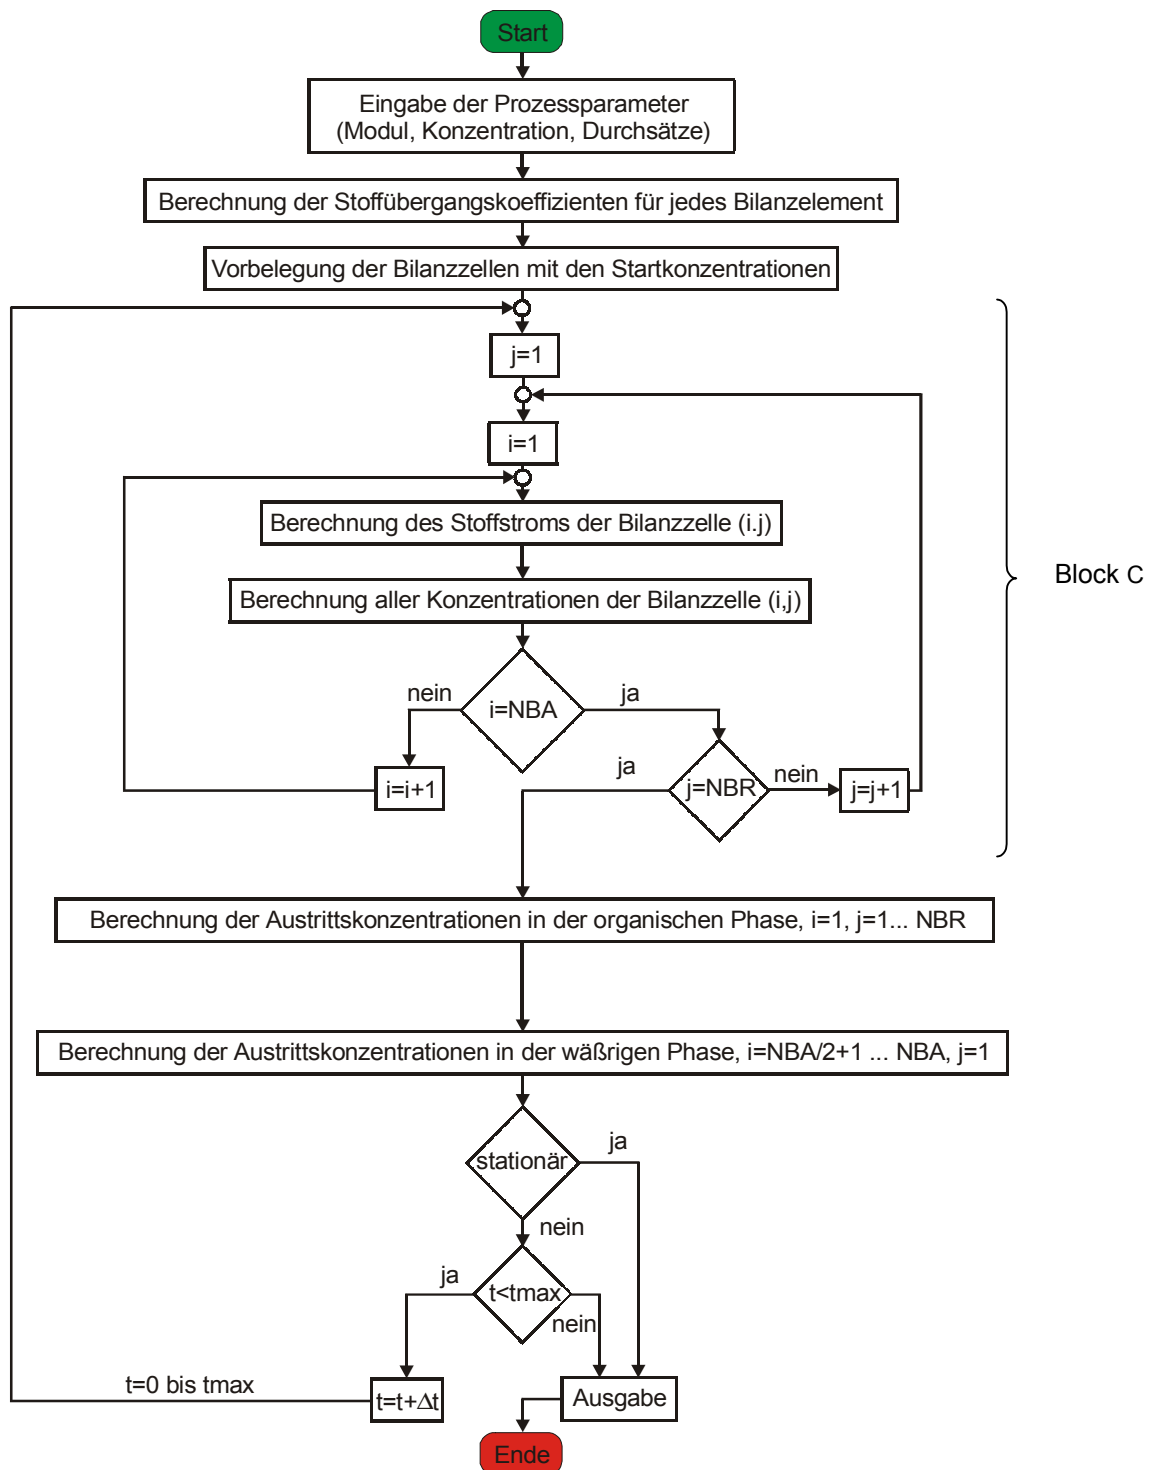 Start
Eingabe der Prozessparameter
(Modul, Konzentration, Durchsätze)
Berechnung der Stoffübergangskoeffizienten für jedes Bilanzelement
Vorbelegung der Bilanzzellen mit den Startkonzentrationen
j=1
i=1
Berechnung des Stoffstroms der Bilanzzelle (i.j)
Block C
Berechnung aller Konzentrationen der Bilanzzelle (i,j)
nein
i=NBA
ja
i=i+1
ja
j=NBR
nein
j=j+1
Berechnung der Austrittskonzentrationen in der organischen Phase, i=1, j=1... NBR
Berechnung der Austrittskonzentrationen in der wäßrigen Phase, i=NBA/2+1 ... NBA, j=1
stationär
ja
nein
ja
t<tmax
nein
t=0 bis tmax
t=t+Δt
Ausgabe
Ende